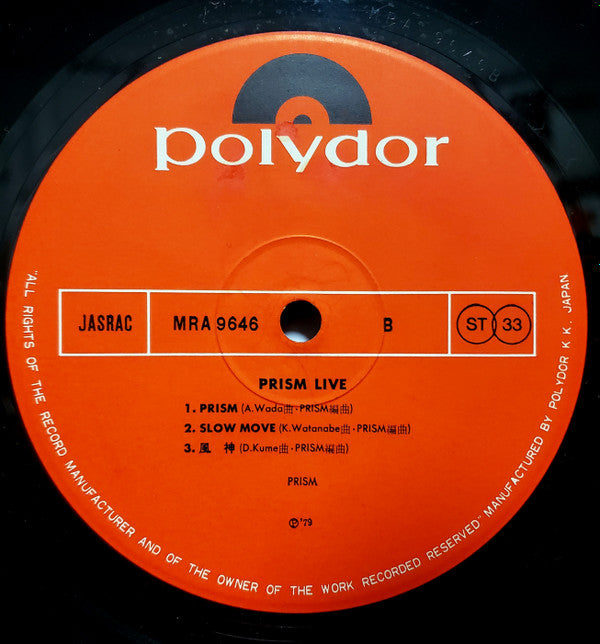 polydor
JASRAC MRA 9646 B ST 33
PRISM LIVE
1. PRISM (A.Wada曲・PRISM編曲)
2. SLOW MOVE (K.Watanabe曲・PRISM編曲)
3. 風 神 (D.Kume曲・PRISM編曲)
PRISM
Ⓟ'79
"ALL RIGHTS OF THE RECORD MANUFACTURER AND OF THE OWNER OF THE WORK RECORDED RESERVED" MANUFACTURED BY POLYDOR K.K. JAPAN